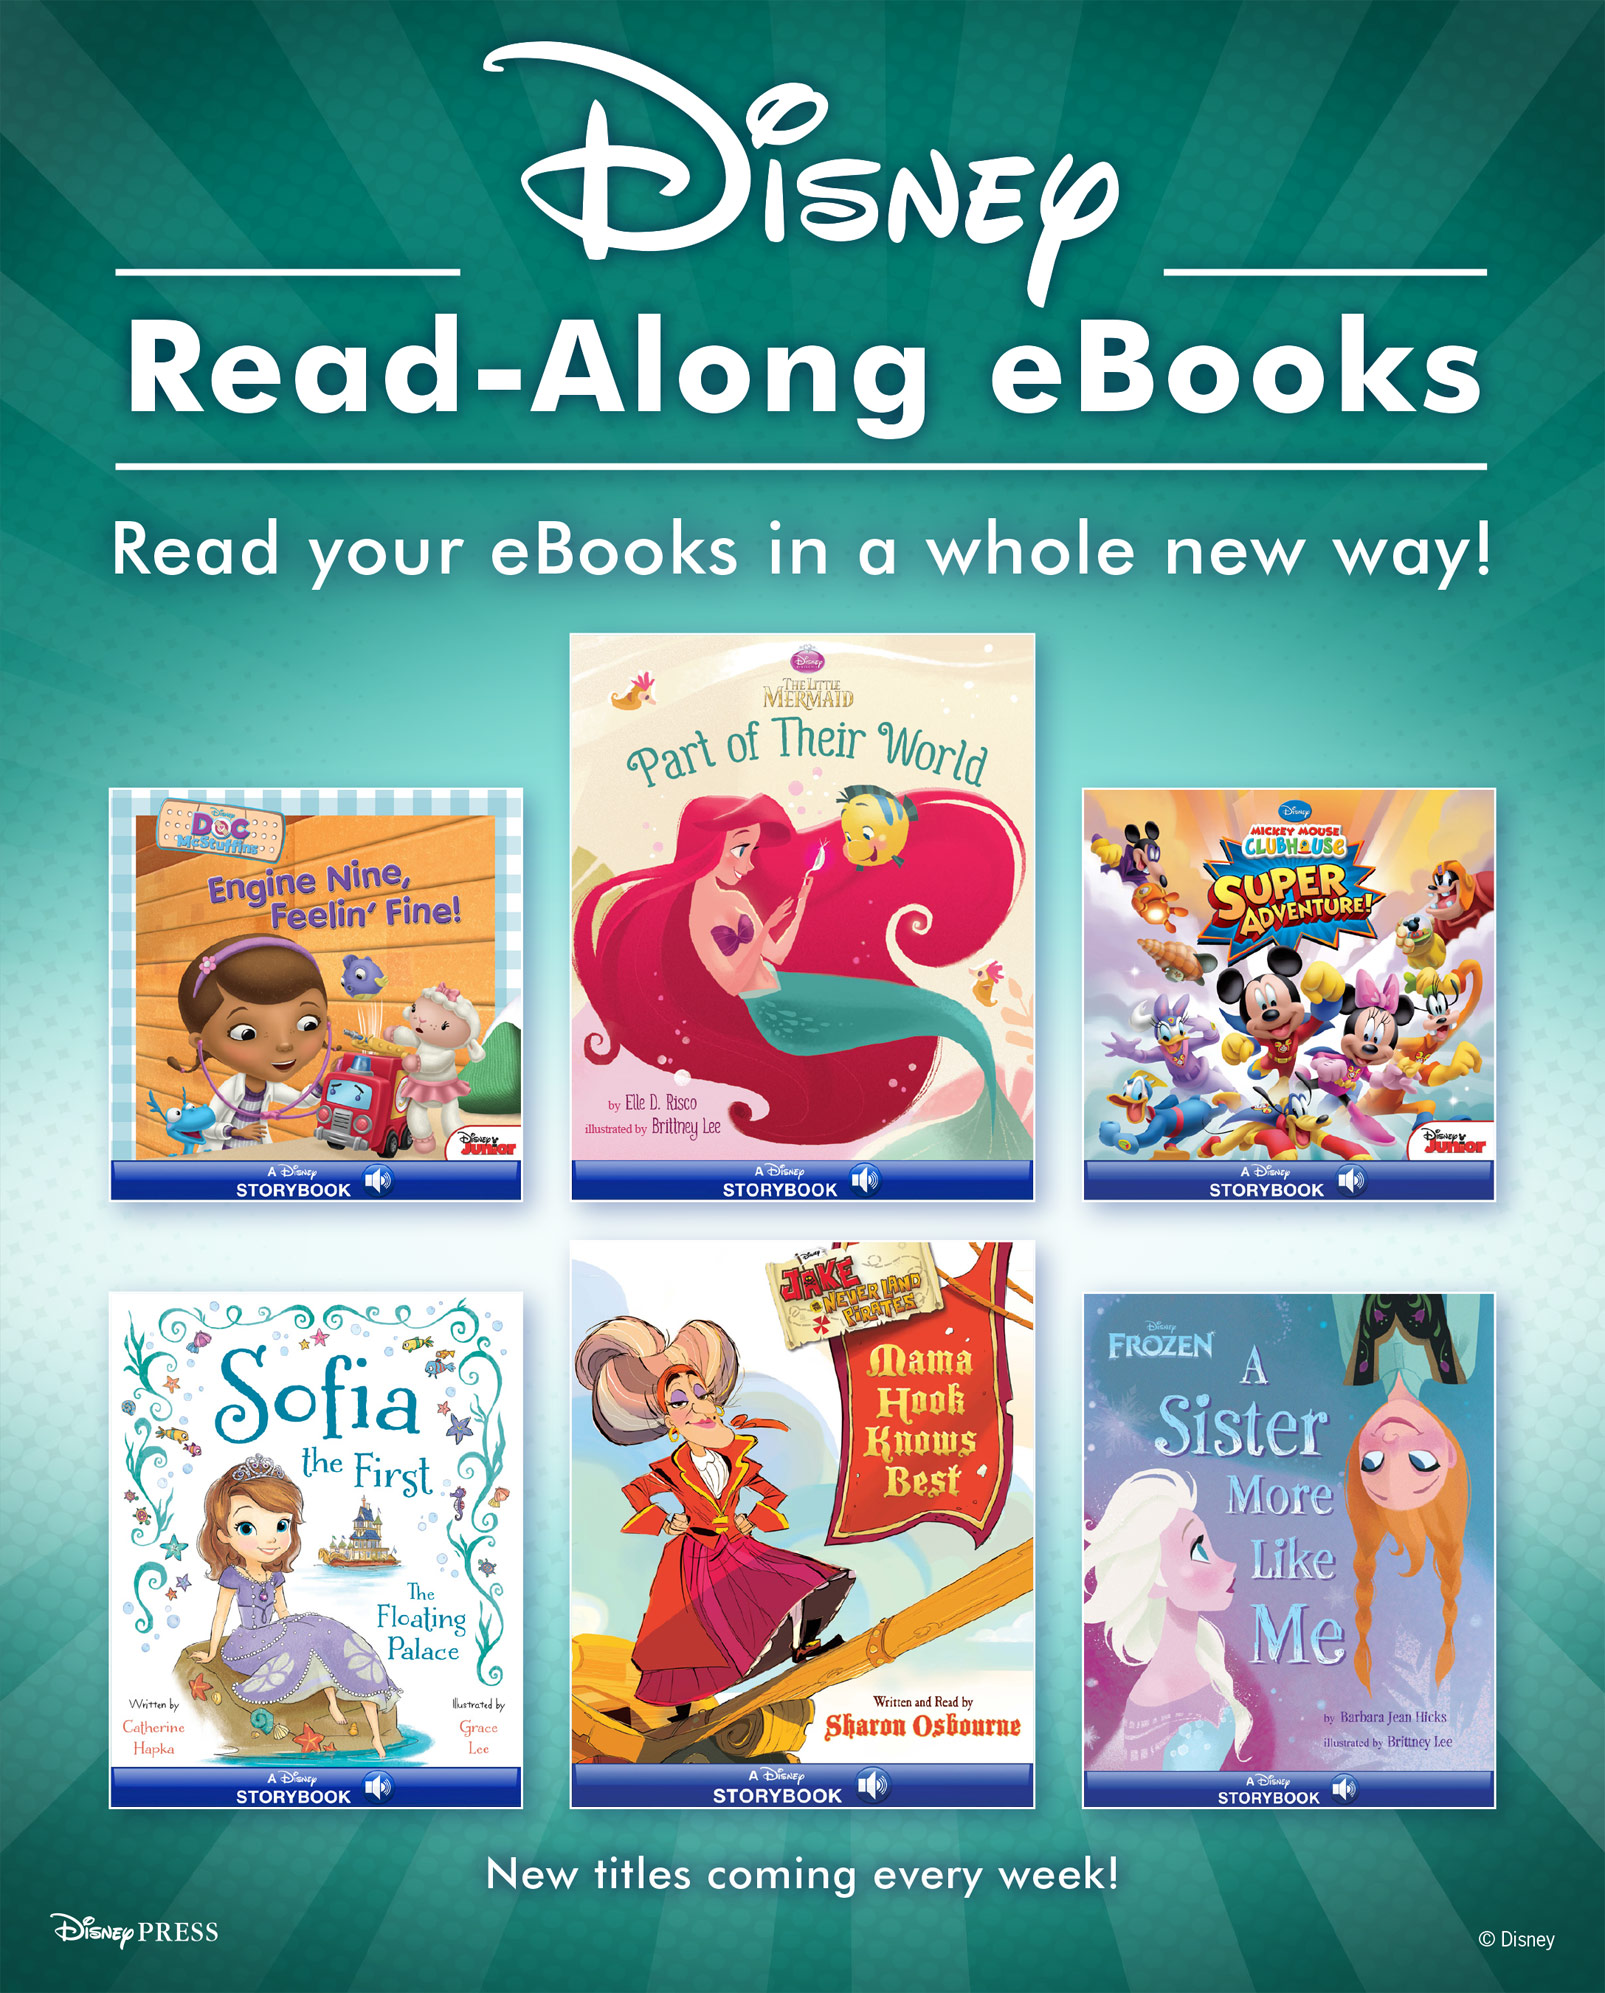 Disney
Read-Along eBooks
Read your eBooks in a whole new way!
Disney
THE LITTLE
MERMAID
Part of Their World
by Elle D. Risco
illustrated by Brittney Lee
A Disney
STORYBOOK
Disney
DOC
McStuffins
Engine Nine,
Feelin' Fine!
Disney
Junior
A Disney
STORYBOOK
Disney
MICKEY MOUSE
CLUBHOUSE
SUPER
ADVENTURE!
Disney
Junior
A Disney
STORYBOOK
Sofia
the First
The
Floating
Palace
Written by
Catherine
Hapka
Illustrated by
Grace
Lee
A Disney
STORYBOOK
Disney
JAKE
AND THE
NEVER LAND
PIRATES
Mama
Hook
Knows
Best
Written and Read by
Sharon Osbourne
A Disney
STORYBOOK
Disney
FROZEN
A
Sister
More
Like
Me
by Barbara Jean Hicks
illustrated by Brittney Lee
A Disney
STORYBOOK
New titles coming every week!
Disney PRESS
© Disney